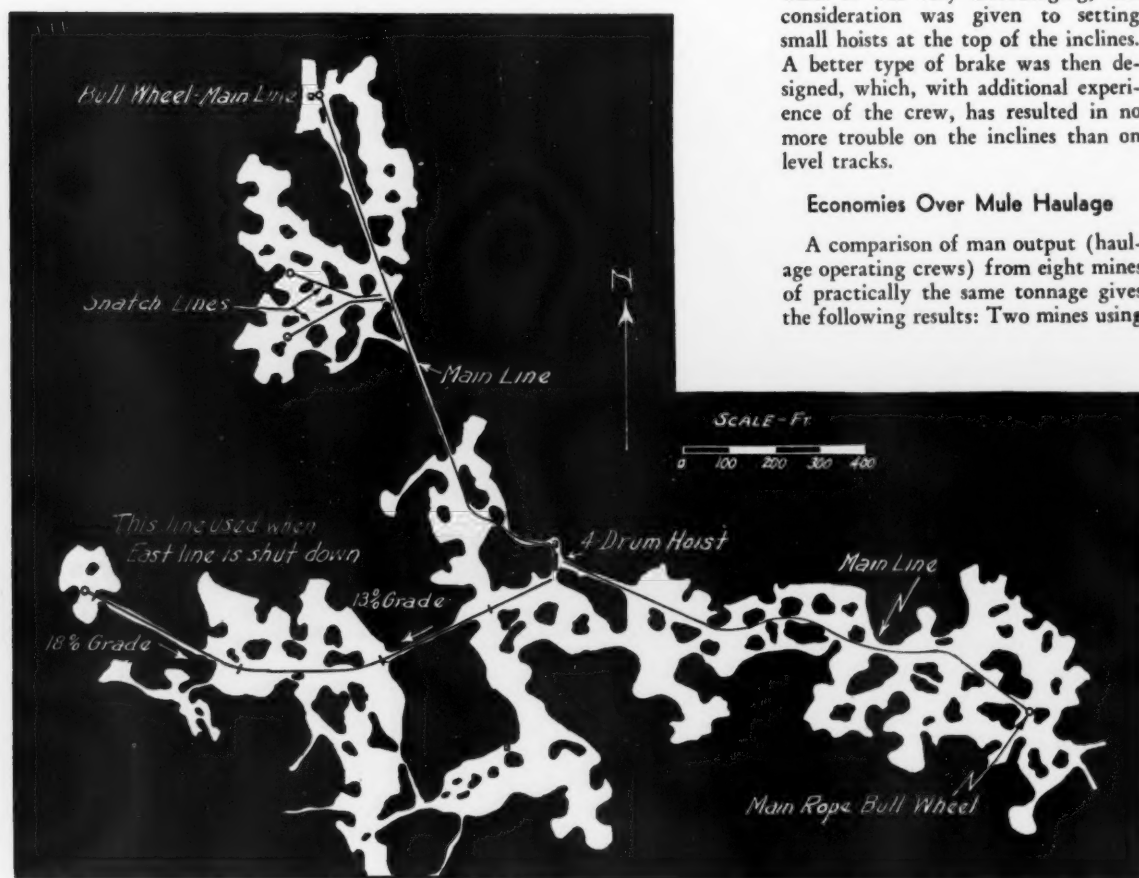 consideration was given to setting
small hoists at the top of the inclines.
A better type of brake was then de-
signed, which, with additional experi-
ence of the crew, has resulted in no
more trouble on the inclines than on
level tracks.
Economies Over Mule Haulage
A comparison of man output (haul-
age operating crews) from eight mines
of practically the same tonnage gives
the following results: Two mines using
Bull Wheel-Main Line
Snatch Lines
Main Line
N
SCALE - FT.
0 100 200 300 400
This line used when
East line is shut down
4-Drum Hoist
Main Line
13% Grade
18% Grade
Main Rope Bull Wheel